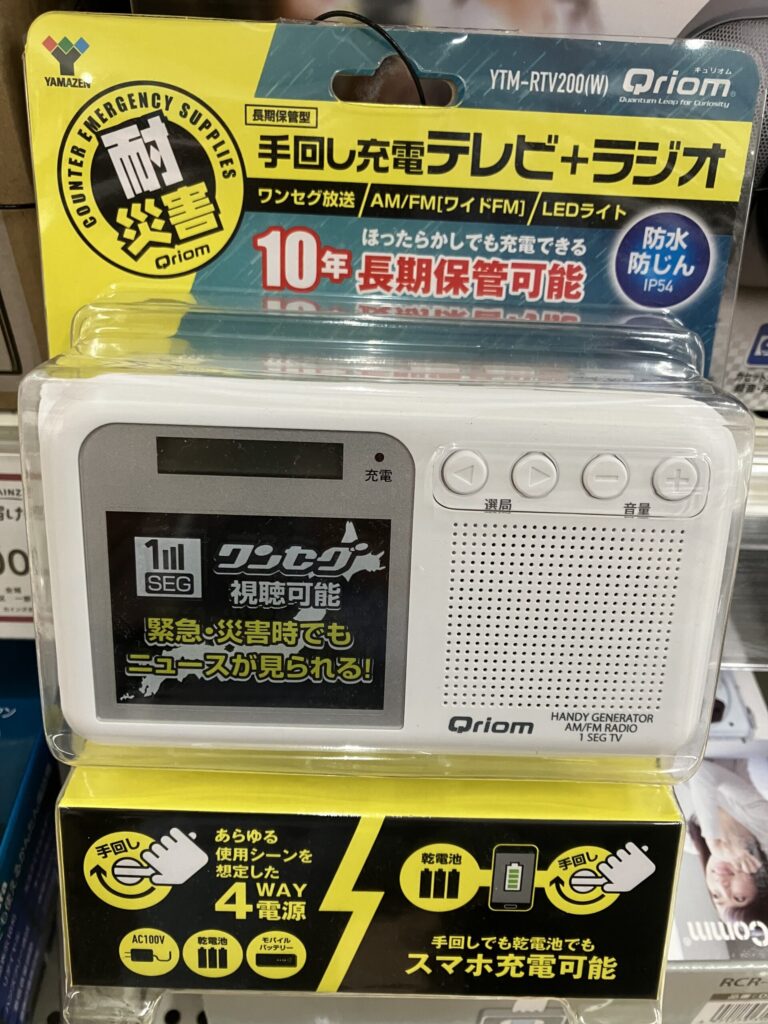 YAMAZEN
YTM-RTV200(W)
キュリオム
Qriom
Quantum Leap for Curiosity
COUNTER EMERGENCY SUPPLIES
耐
災害
Qriom
長期保管型
手回し充電テレビ+ラジオ
ワンセグ放送/AM/FM[ワイドFM]/LEDライト
10年
ほったらかしでも充電できる
長期保管可能
防水
防じん
IP54
充電
選局
音量
1
SEG
ワンセグ
視聴可能
緊急・災害時でも
ニュースが見られる!
Qriom
HANDY GENERATOR
AM/FM RADIO
1 SEG TV
手回し
あらゆる
使用シーンを
想定した
4WAY
電源
AC100V
乾電池
モバイル
バッテリー
乾電池
手回し
手回しでも乾電池でも
スマホ充電可能
Comm
RCR-